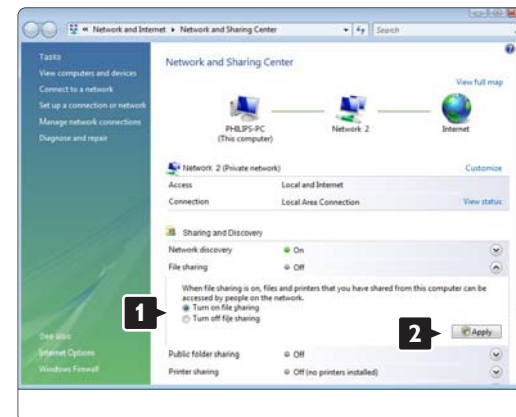 « Network and Internet ▸ Network and Sharing Center
Search
Tasks
View computers and devices
Connect to a network
Set up a connection or network
Manage network connections
Diagnose and repair
See also
Internet Options
Windows Firewall
Network and Sharing Center
View full map
PHILIPS-PC
(This computer)
Network 2
Internet
Network 2 (Private network)
Customize
Access Local and Internet
Connection Local Area Connection View status
Sharing and Discovery
Network discovery On
File sharing Off
When file sharing is on, files and printers that you have shared from this computer can be
accessed by people on the network.
1
Turn on file sharing
Turn off file sharing
2
Apply
Public folder sharing Off
Printer sharing Off (no printers installed)